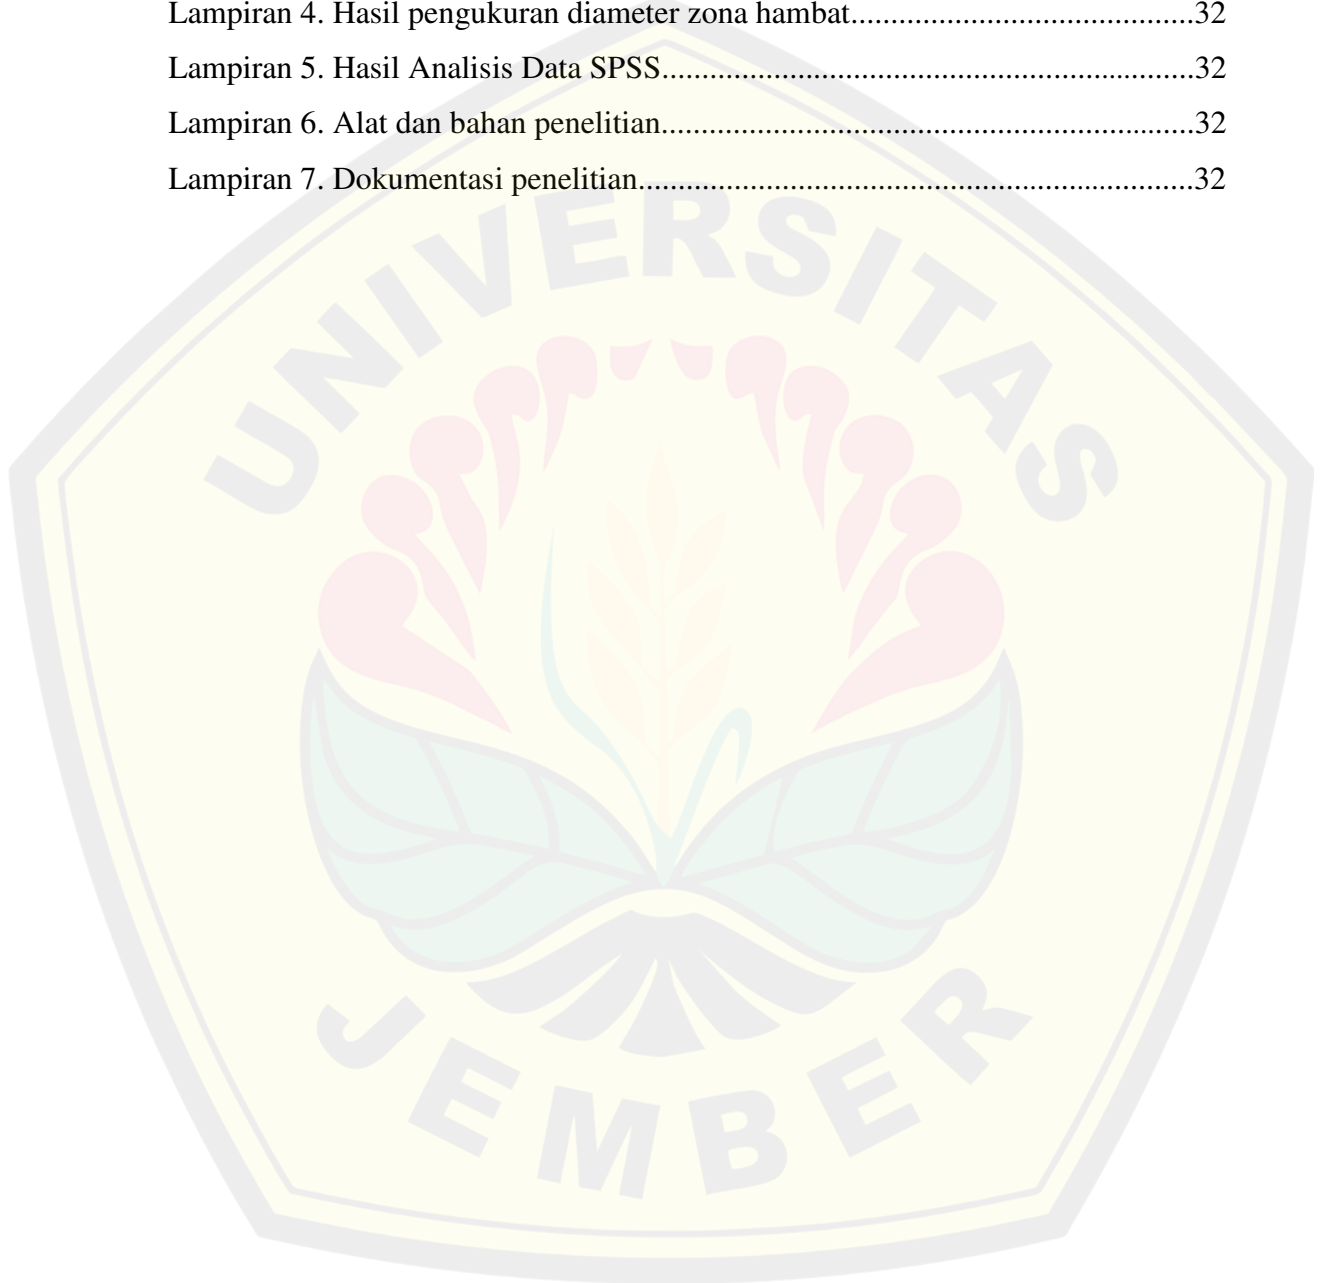 Lampiran 4. Hasil pengukuran diameter zona hambat..........................................32
Lampiran 5. Hasil Analisis Data SPSS.................................................................32
Lampiran 6. Alat dan bahan penelitian.................................................................32
Lampiran 7. Dokumentasi penelitian....................................................................32
UNIVERSITAS
JEMBER